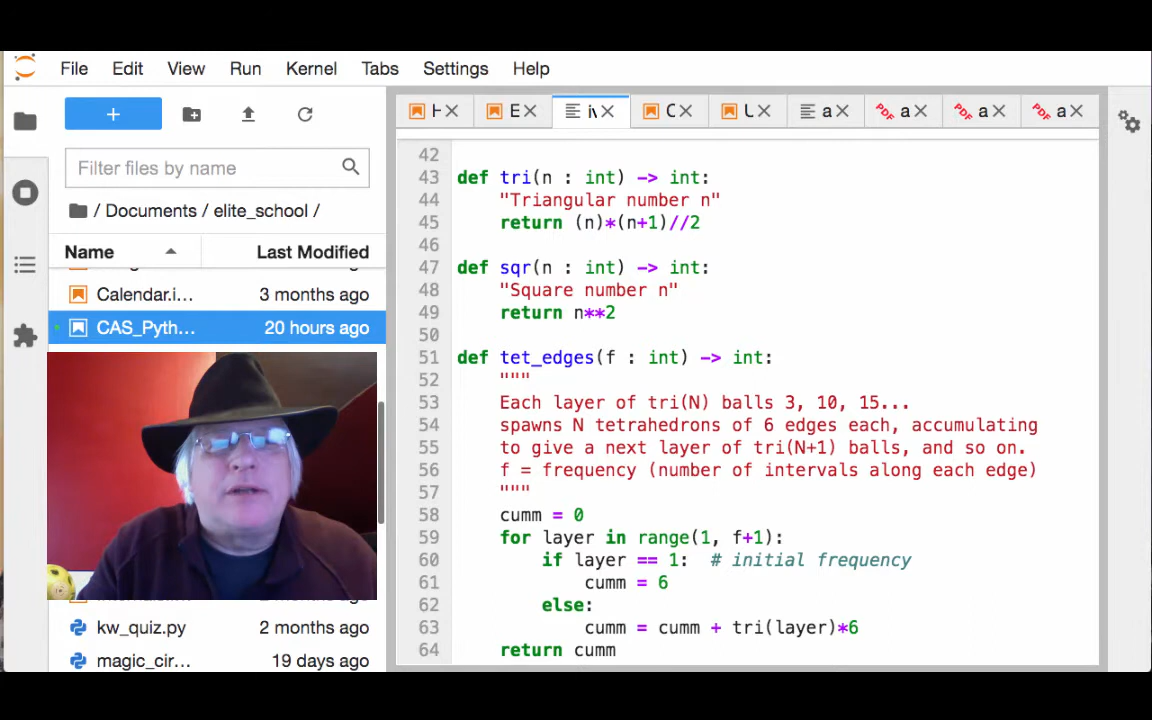 File Edit View Run Kernel Tabs Settings Help
+
H E iv C L a a a a
Filter files by name
/ Documents / elite_school /
Name Last Modified
Calendar.i... 3 months ago
CAS_Pyth... 20 hours ago
kw_quiz.py 2 months ago
magic_cir... 19 days ago
42
43 def tri(n : int) -> int:
44 "Triangular number n"
45 return (n)*(n+1)//2
46
47 def sqr(n : int) -> int:
48 "Square number n"
49 return n**2
50
51 def tet_edges(f : int) -> int:
52 """
53 Each layer of tri(N) balls 3, 10, 15...
54 spawns N tetrahedrons of 6 edges each, accumulating
55 to give a next layer of tri(N+1) balls, and so on.
56 f = frequency (number of intervals along each edge)
57 """
58 cumm = 0
59 for layer in range(1, f+1):
60 if layer == 1: # initial frequency
61 cumm = 6
62 else:
63 cumm = cumm + tri(layer)*6
64 return cumm